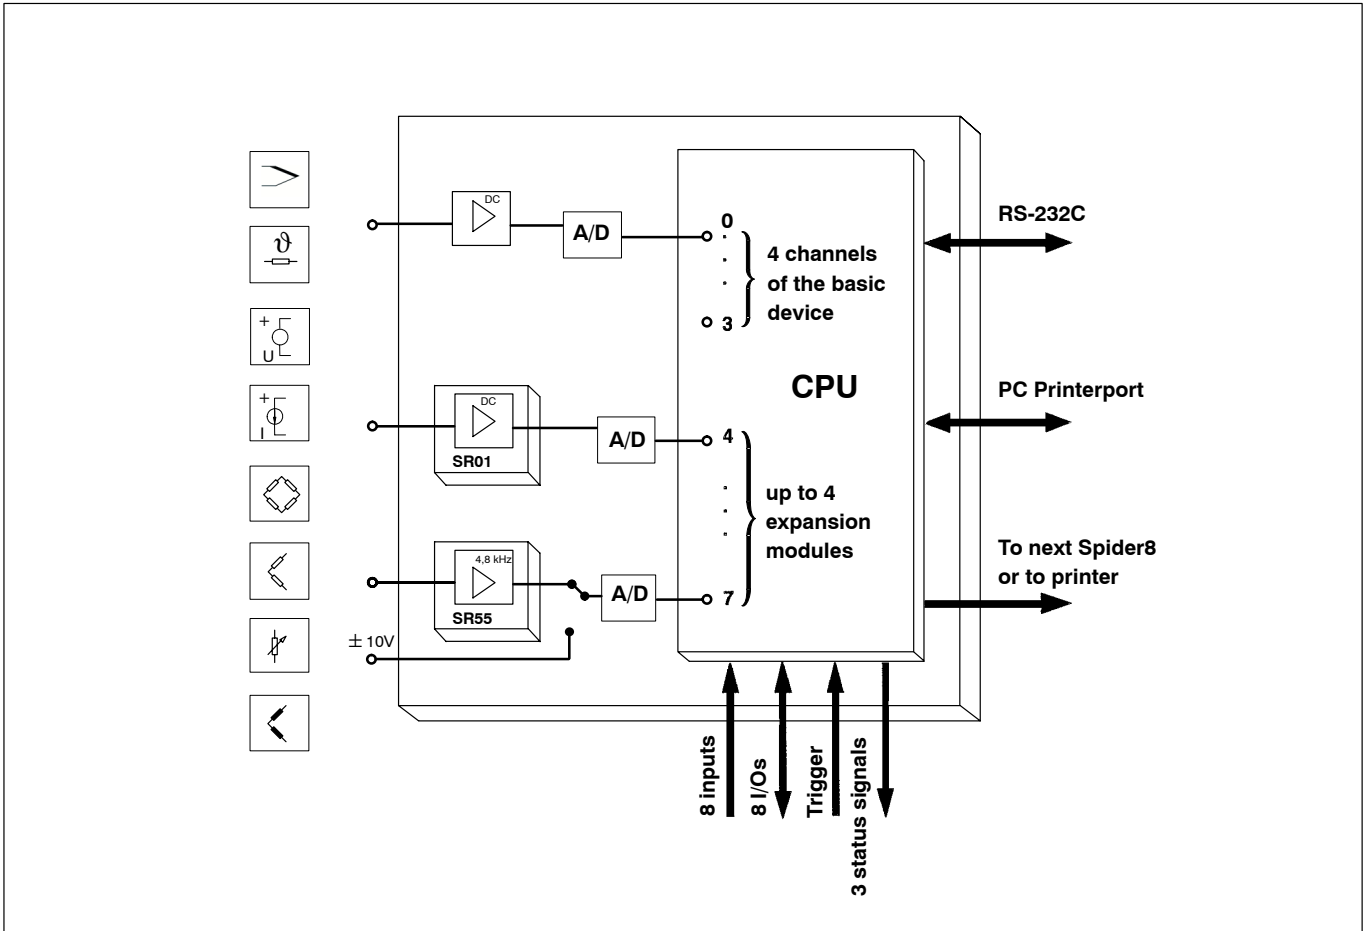 DC
A/D
0
4 channels
of the basic
device
3
RS-232C
ϑ
+
U
+
I
CPU
PC Printerport
DC
SR01
A/D
4
up to 4
expansion
modules
4,8 kHz
SR55
A/D
7
To next Spider8
or to printer
± 10V
8 inputs
8 I/Os
Trigger
3 status signals